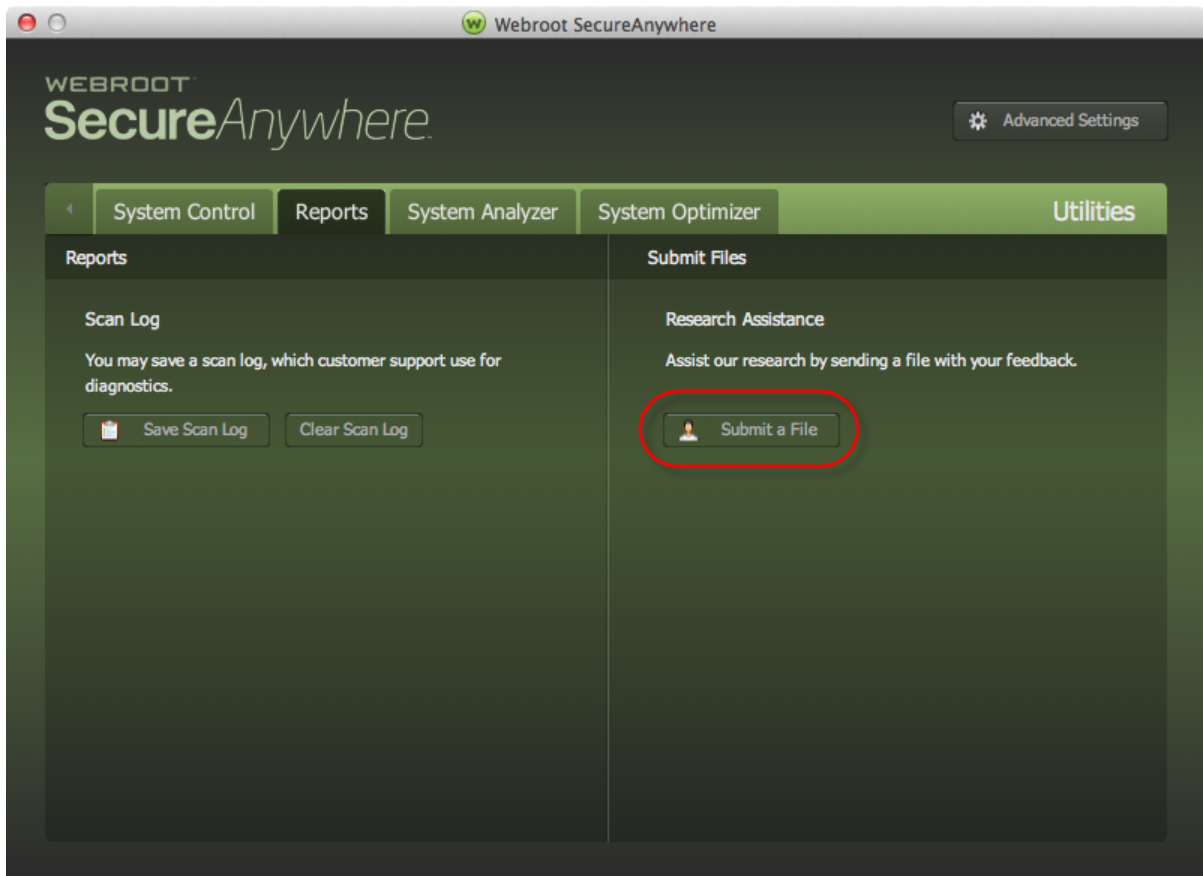 Webroot SecureAnywhere
WEBROOT
SecureAnywhere.
Advanced Settings
System Control
Reports
System Analyzer
System Optimizer
Utilities
Reports
Scan Log
You may save a scan log, which customer support use for
diagnostics.
Save Scan Log
Clear Scan Log
Submit Files
Research Assistance
Assist our research by sending a file with your feedback.
Submit a File